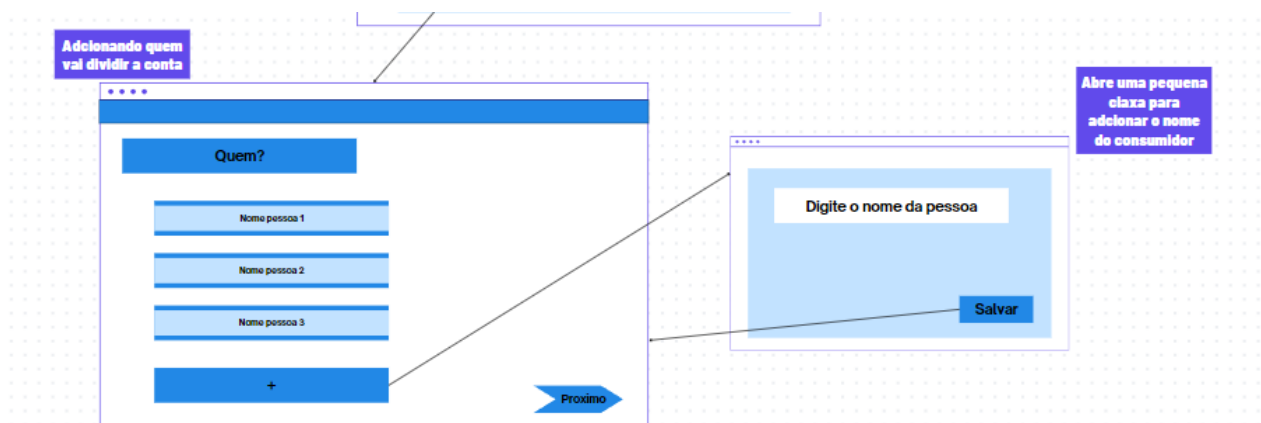 Adcionando quem
vai dividir a conta
Quem?
Nome pessoa 1
Nome pessoa 2
Nome pessoa 3
+
Proximo
Abre uma pequena
ciaxa para
adcionar o nome
do consumidor
Digite o nome da pessoa
Salvar